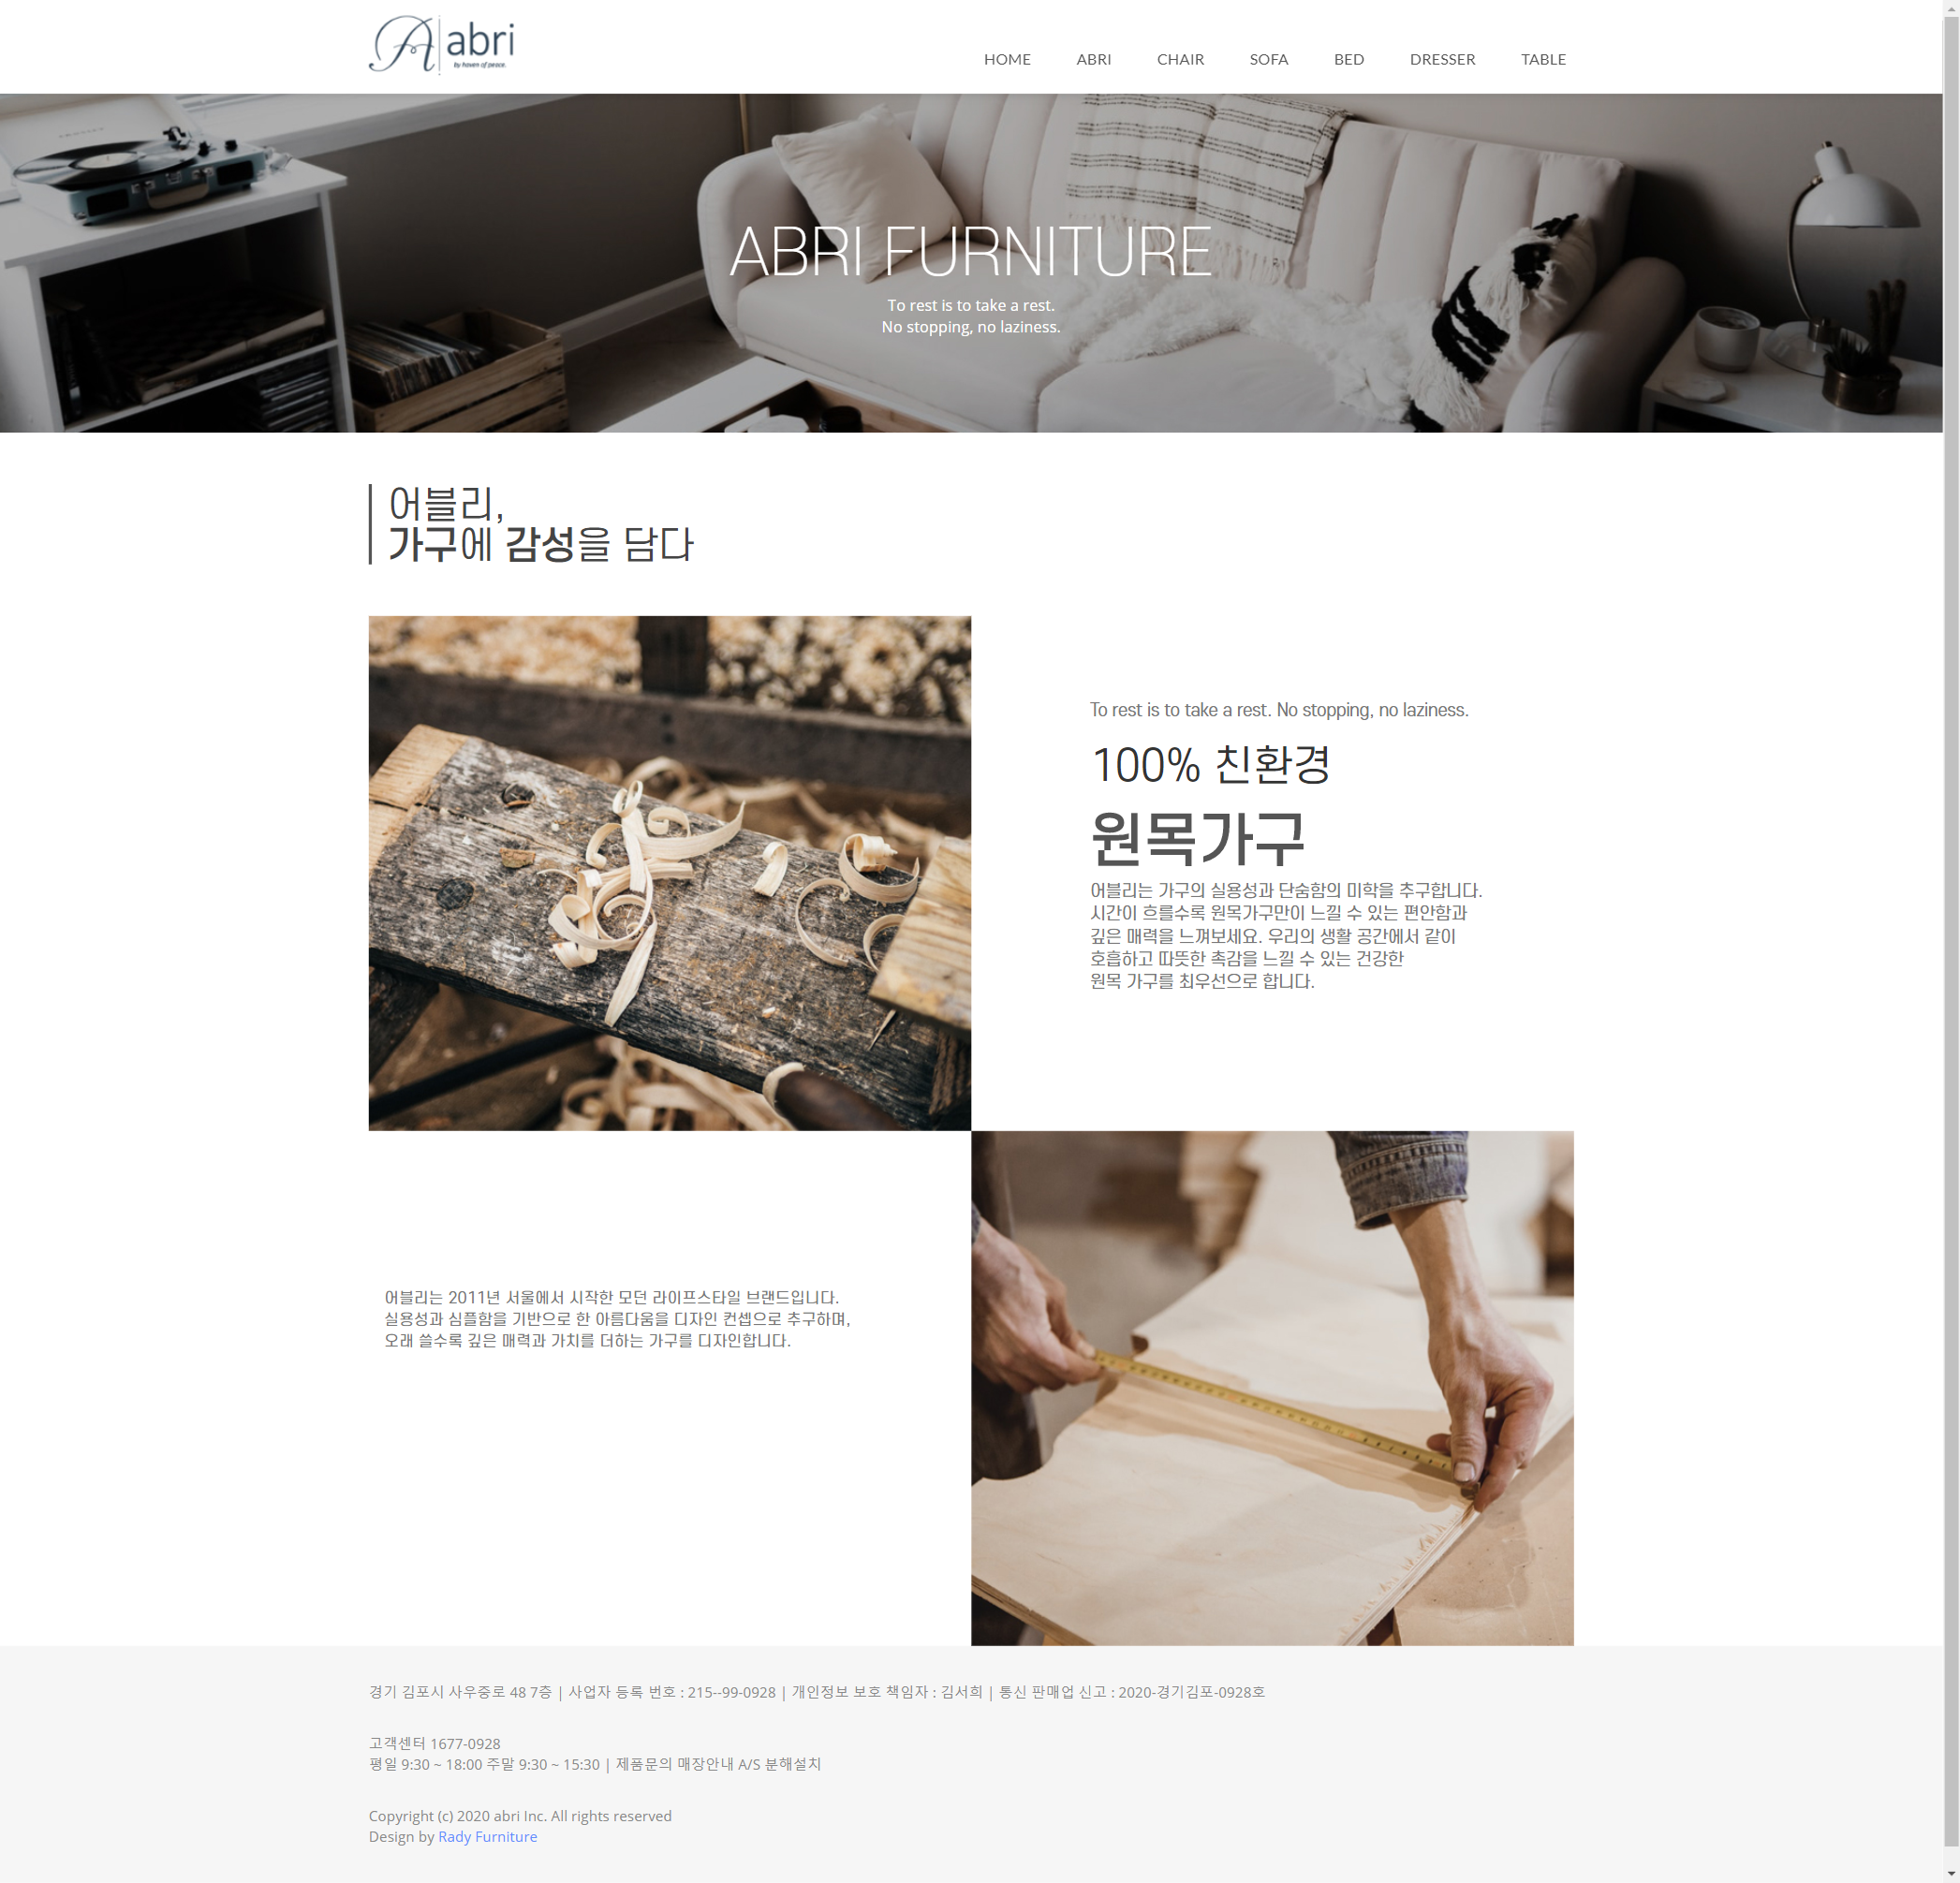 A abri
by haven of peace.
HOME ABRI CHAIR SOFA BED DRESSER TABLE
ABRI FURNITURE
To rest is to take a rest.
No stopping, no laziness.
어블리,
가구에 감성을 담다
To rest is to take a rest. No stopping, no laziness.
100% 친환경
원목가구
어블리는 가구의 실용성과 단숨함의 미학을 추구합니다.
시간이 흐를수록 원목가구만이 느낄 수 있는 편안함과
깊은 매력을 느껴보세요. 우리의 생활 공간에서 같이
호흡하고 따뜻한 촉감을 느낄 수 있는 건강한
원목 가구를 최우선으로 합니다.
어블리는 2011년 서울에서 시작한 모던 라이프스타일 브랜드입니다.
실용성과 심플함을 기반으로 한 아름다움을 디자인 컨셉으로 추구하며,
오래 쓸수록 깊은 매력과 가치를 더하는 가구를 디자인합니다.
경기 김포시 사우중로 48 7층 | 사업자 등록 번호 : 215--99-0928 | 개인정보 보호 책임자 : 김서희 | 통신 판매업 신고 : 2020-경기김포-0928호
고객센터 1677-0928
평일 9:30 ~ 18:00 주말 9:30 ~ 15:30 | 제품문의 매장안내 A/S 분해설치
Copyright (c) 2020 abri Inc. All rights reserved
Design by Rady Furniture